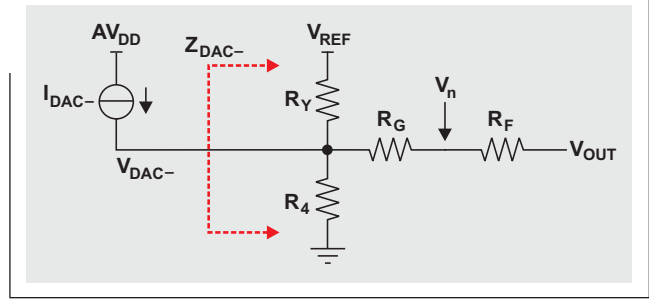 AVDD
ZDAC−
VREF
IDAC−
RY
Vn
RG
RF
VDAC−
VOUT
R4